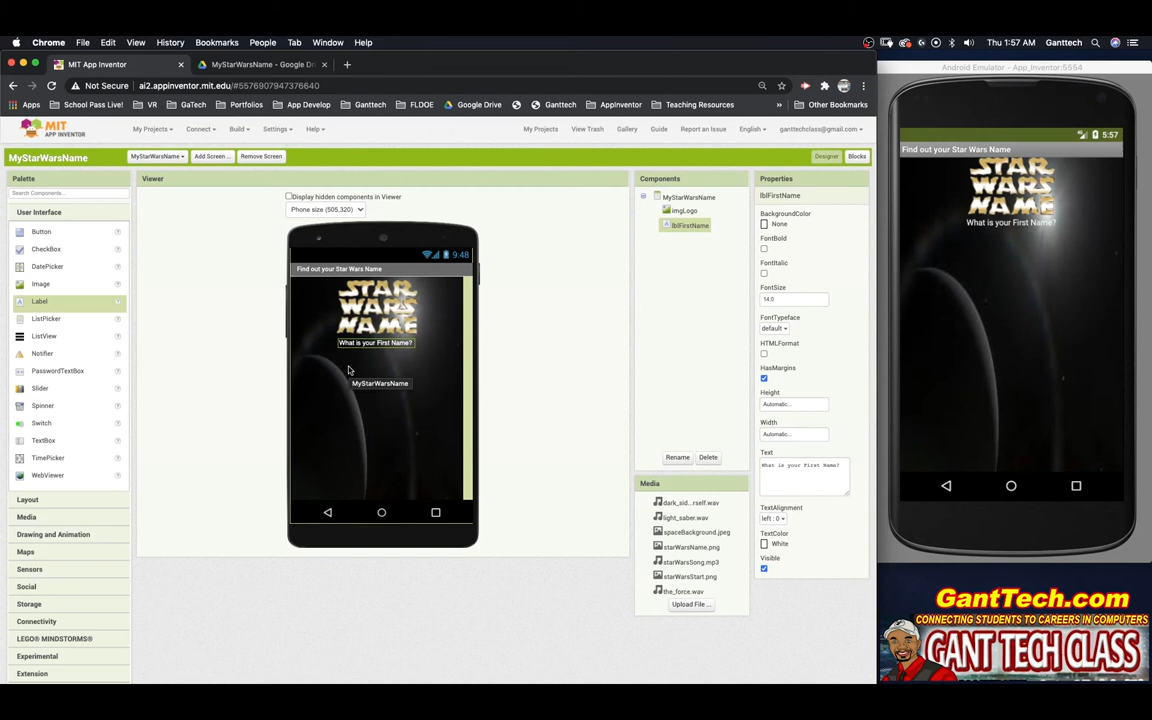 Chrome File Edit View History Bookmarks People Tab Window Help
Thu 1:57 AM Ganttech
MIT App Inventor
MyStarWarsName - Google Dr
Android Emulator - App_Inventor:5554
Not Secure ai2.appinventor.mit.edu/#5576907947376640
Apps School Pass Live! VR GaTech Portfolios App Develop Ganttech FLDOE Google Drive Ganttech AppInventor Teaching Resources » Other Bookmarks
MIT
APP INVENTOR
My Projects Connect Build Settings Help
My Projects View Trash Gallery Guide Report an Issue English ganttechclass@gmail.com
MyStarWarsName
MyStarWarsName Add Screen ... Remove Screen
Designer Blocks
Palette
Search Components...
User Interface
Button
CheckBox
DatePicker
Image
Label
ListPicker
ListView
Notifier
PasswordTextBox
Slider
Spinner
Switch
TextBox
TimePicker
WebViewer
Layout
Media
Drawing and Animation
Maps
Sensors
Social
Storage
Connectivity
LEGO® MINDSTORMS®
Experimental
Extension
Viewer
Display hidden components in Viewer
Phone size (505,320)
9:48
Find out your Star Wars Name
STAR
WARS
NAME
What is your First Name?
MyStarWarsName
Components
MyStarWarsName
imgLogo
lblFirstName
Rename Delete
Media
dark_sid...rself.wav
light_saber.wav
spaceBackground.jpeg
starWarsName.png
starWarsSong.mp3
starWarsStart.png
the_force.wav
Upload File ...
Properties
lblFirstName
BackgroundColor
None
FontBold
FontItalic
FontSize
14.0
FontTypeface
default
HTMLFormat
HasMargins
Height
Automatic...
Width
Automatic...
Text
What is your First Name?
TextAlignment
left : 0
TextColor
White
Visible
5:57
Find out your Star Wars Name
STAR
WARS
NAME
What is your First Name?
GantTech.com
CONNECTING STUDENTS TO CAREERS IN COMPUTERS
GANT TECH CLASS